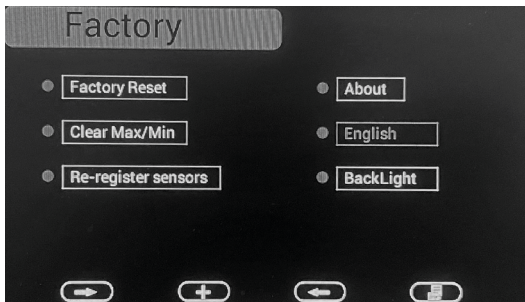 Factory
Factory Reset
About
Clear Max/Min
English
Re-register sensors
BackLight